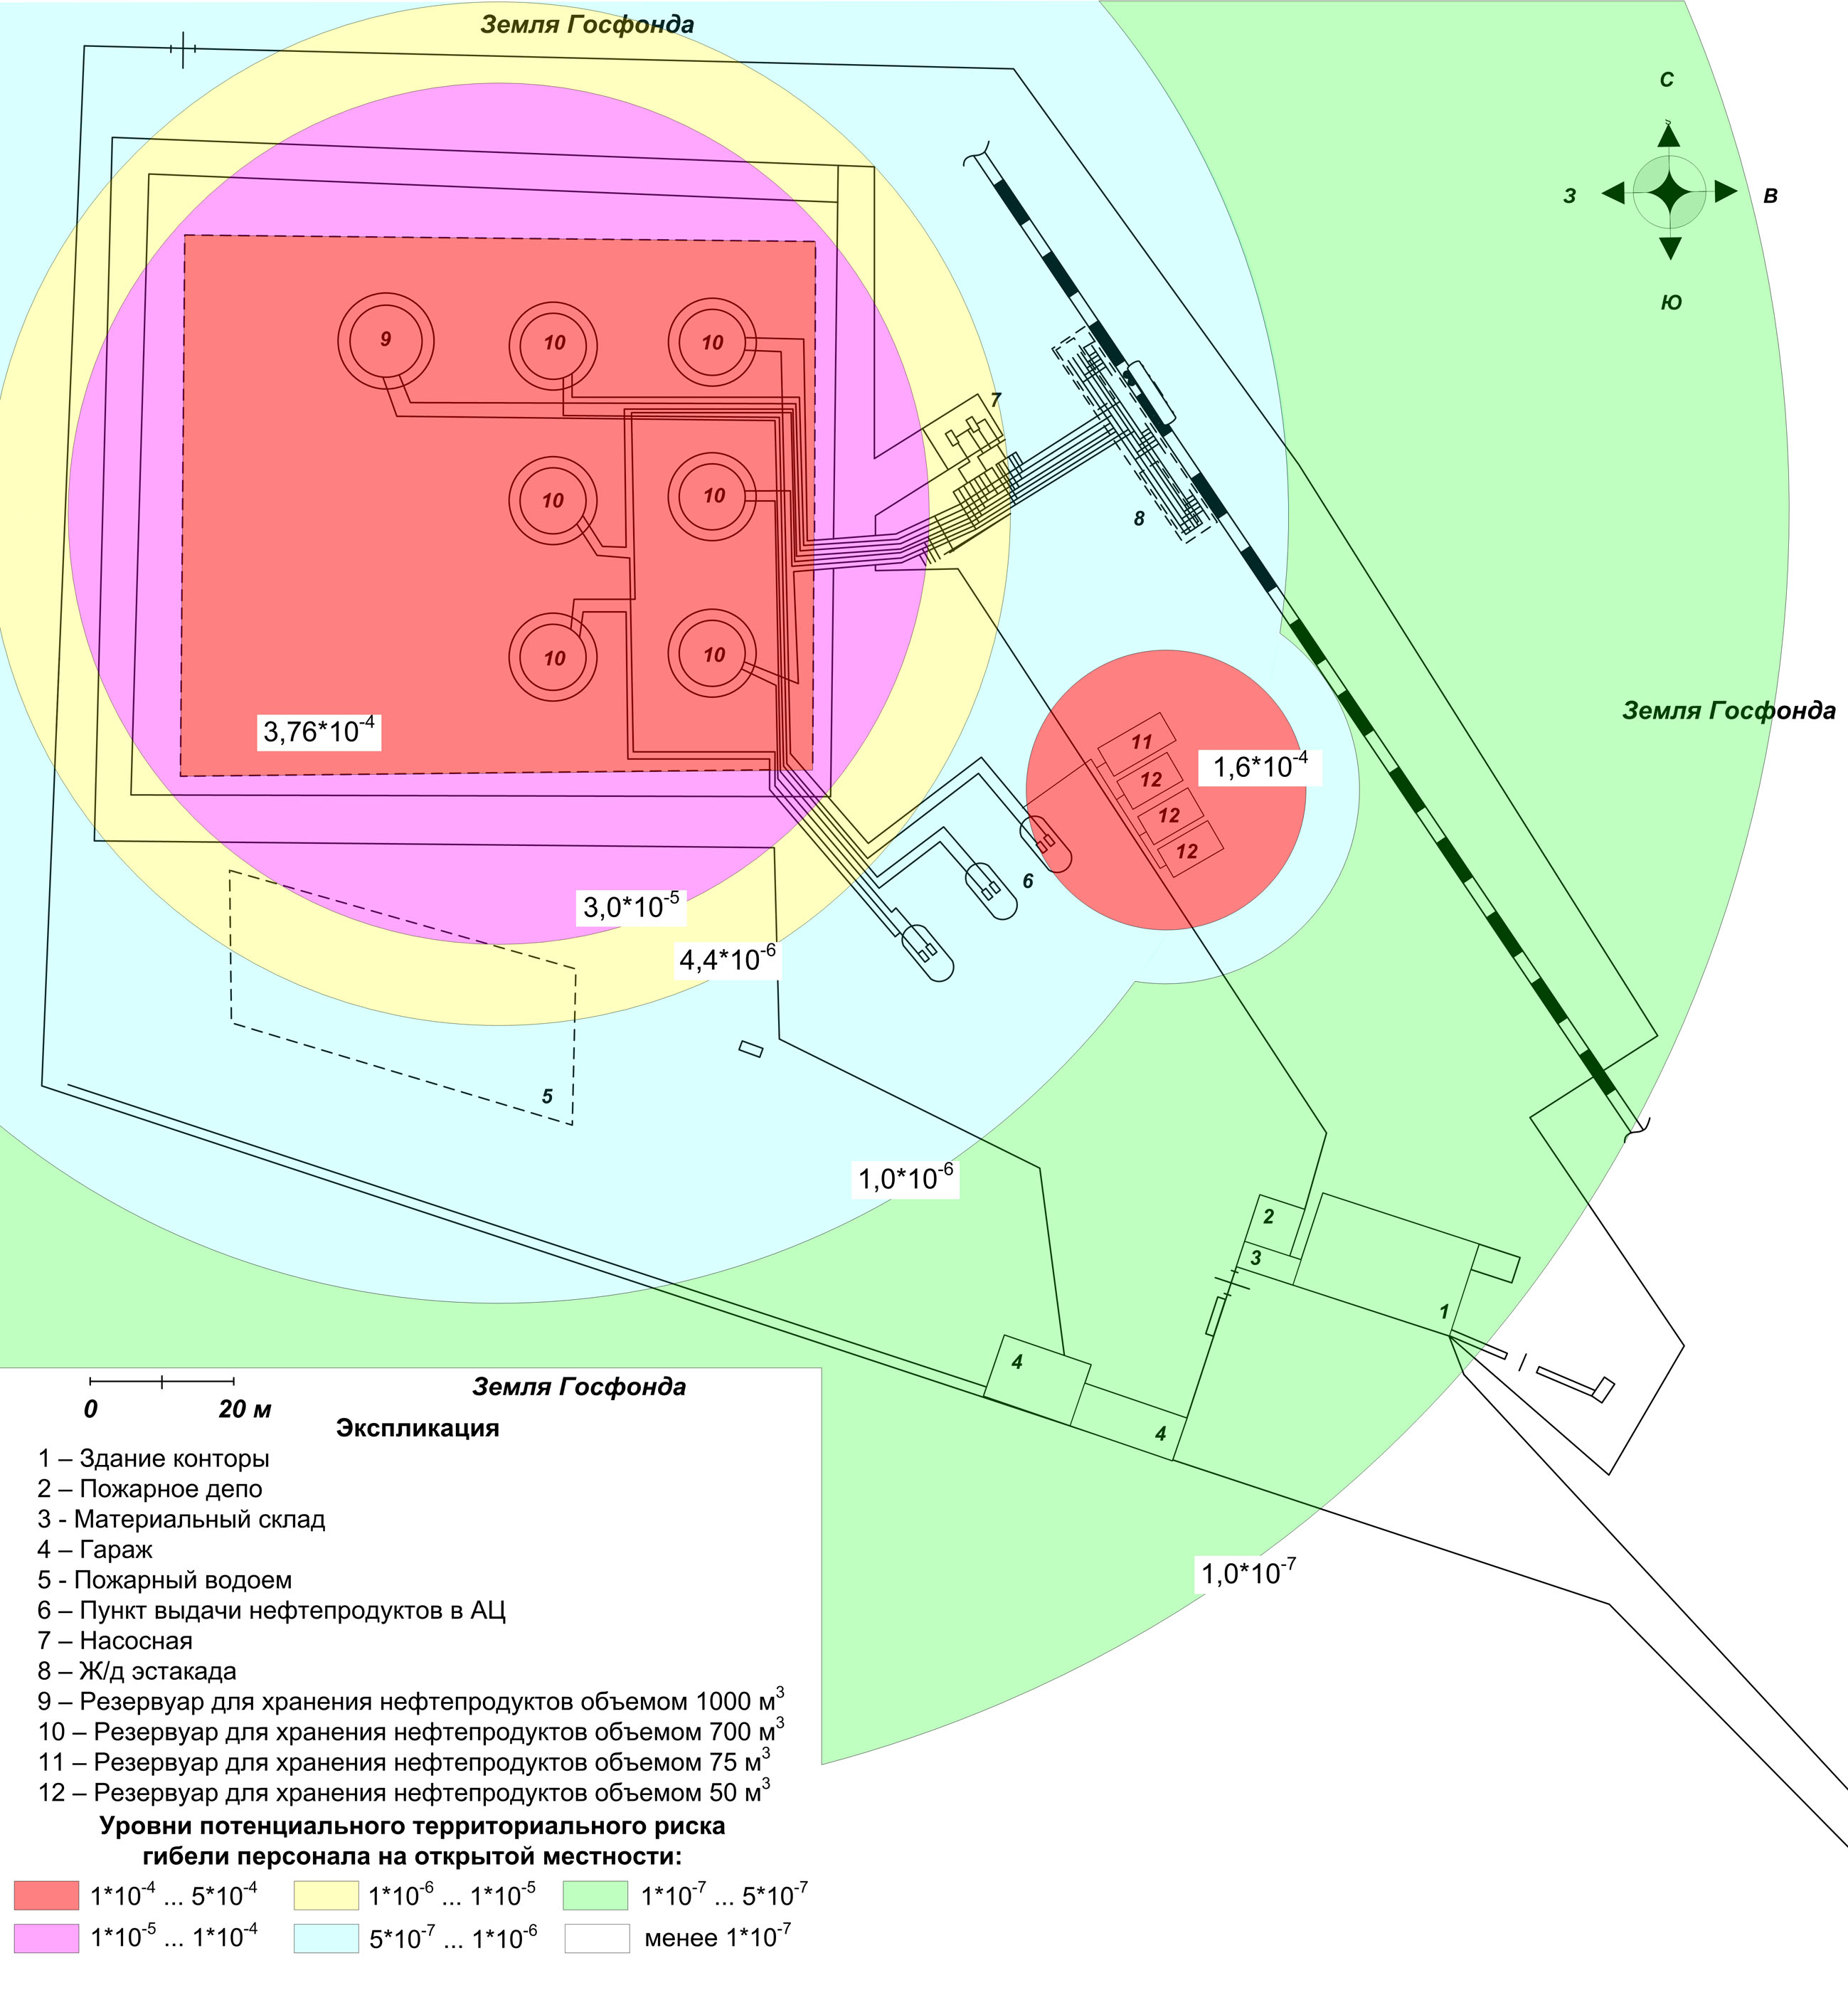 Земля Госфонда
С
s
З
В
Ю
9
10
10
7
10
10
8
10
10
Земля Госфонда
3,76*10⁻⁴
11
1,6*10⁻⁴
12
12
12
6
3,0*10⁻⁵
4,4*10⁻⁶
5
1,0*10⁻⁶
2
3
1
4
4
1,0*10⁻⁷
Земля Госфонда
0 20 м
Экспликация
1 – Здание конторы
2 – Пожарное депо
3 - Материальный склад
4 – Гараж
5 - Пожарный водоем
6 – Пункт выдачи нефтепродуктов в АЦ
7 – Насосная
8 – Ж/д эстакада
9 – Резервуар для хранения нефтепродуктов объемом 1000 м³
10 – Резервуар для хранения нефтепродуктов объемом 700 м³
11 – Резервуар для хранения нефтепродуктов объемом 75 м³
12 – Резервуар для хранения нефтепродуктов объемом 50 м³
Уровни потенциального территориального риска
гибели персонала на открытой местности:
1*10⁻⁴ ... 5*10⁻⁴ 1*10⁻⁶ ... 1*10⁻⁵ 1*10⁻⁷ ... 5*10⁻⁷
1*10⁻⁵ ... 1*10⁻⁴ 5*10⁻⁷ ... 1*10⁻⁶ менее 1*10⁻⁷